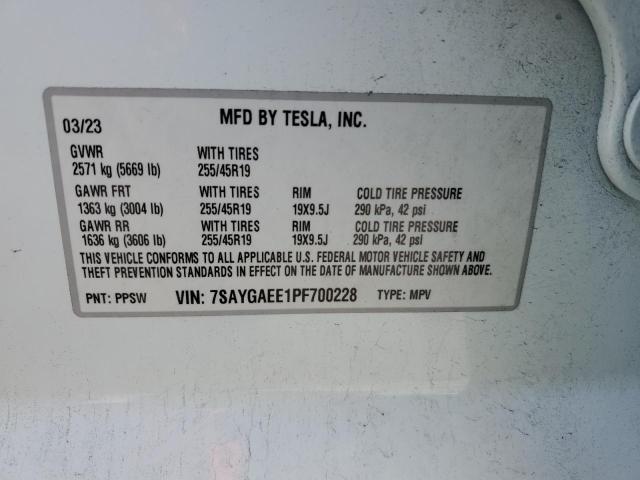 03/23 MFD BY TESLA, INC.
GVWR WITH TIRES
2571 kg (5669 lb) 255/45R19
GAWR FRT WITH TIRES RIM COLD TIRE PRESSURE
1363 kg (3004 lb) 255/45R19 19X9.5J 290 kPa, 42 psi
GAWR RR WITH TIRES RIM COLD TIRE PRESSURE
1636 kg (3606 lb) 255/45R19 19X9.5J 290 kPa, 42 psi
THIS VEHICLE CONFORMS TO ALL APPLICABLE U.S. FEDERAL MOTOR VEHICLE SAFETY AND
THEFT PREVENTION STANDARDS IN EFFECT ON THE DATE OF MANUFACTURE SHOWN ABOVE.
PNT: PPSW VIN: 7SAYGAEE1PF700228 TYPE: MPV